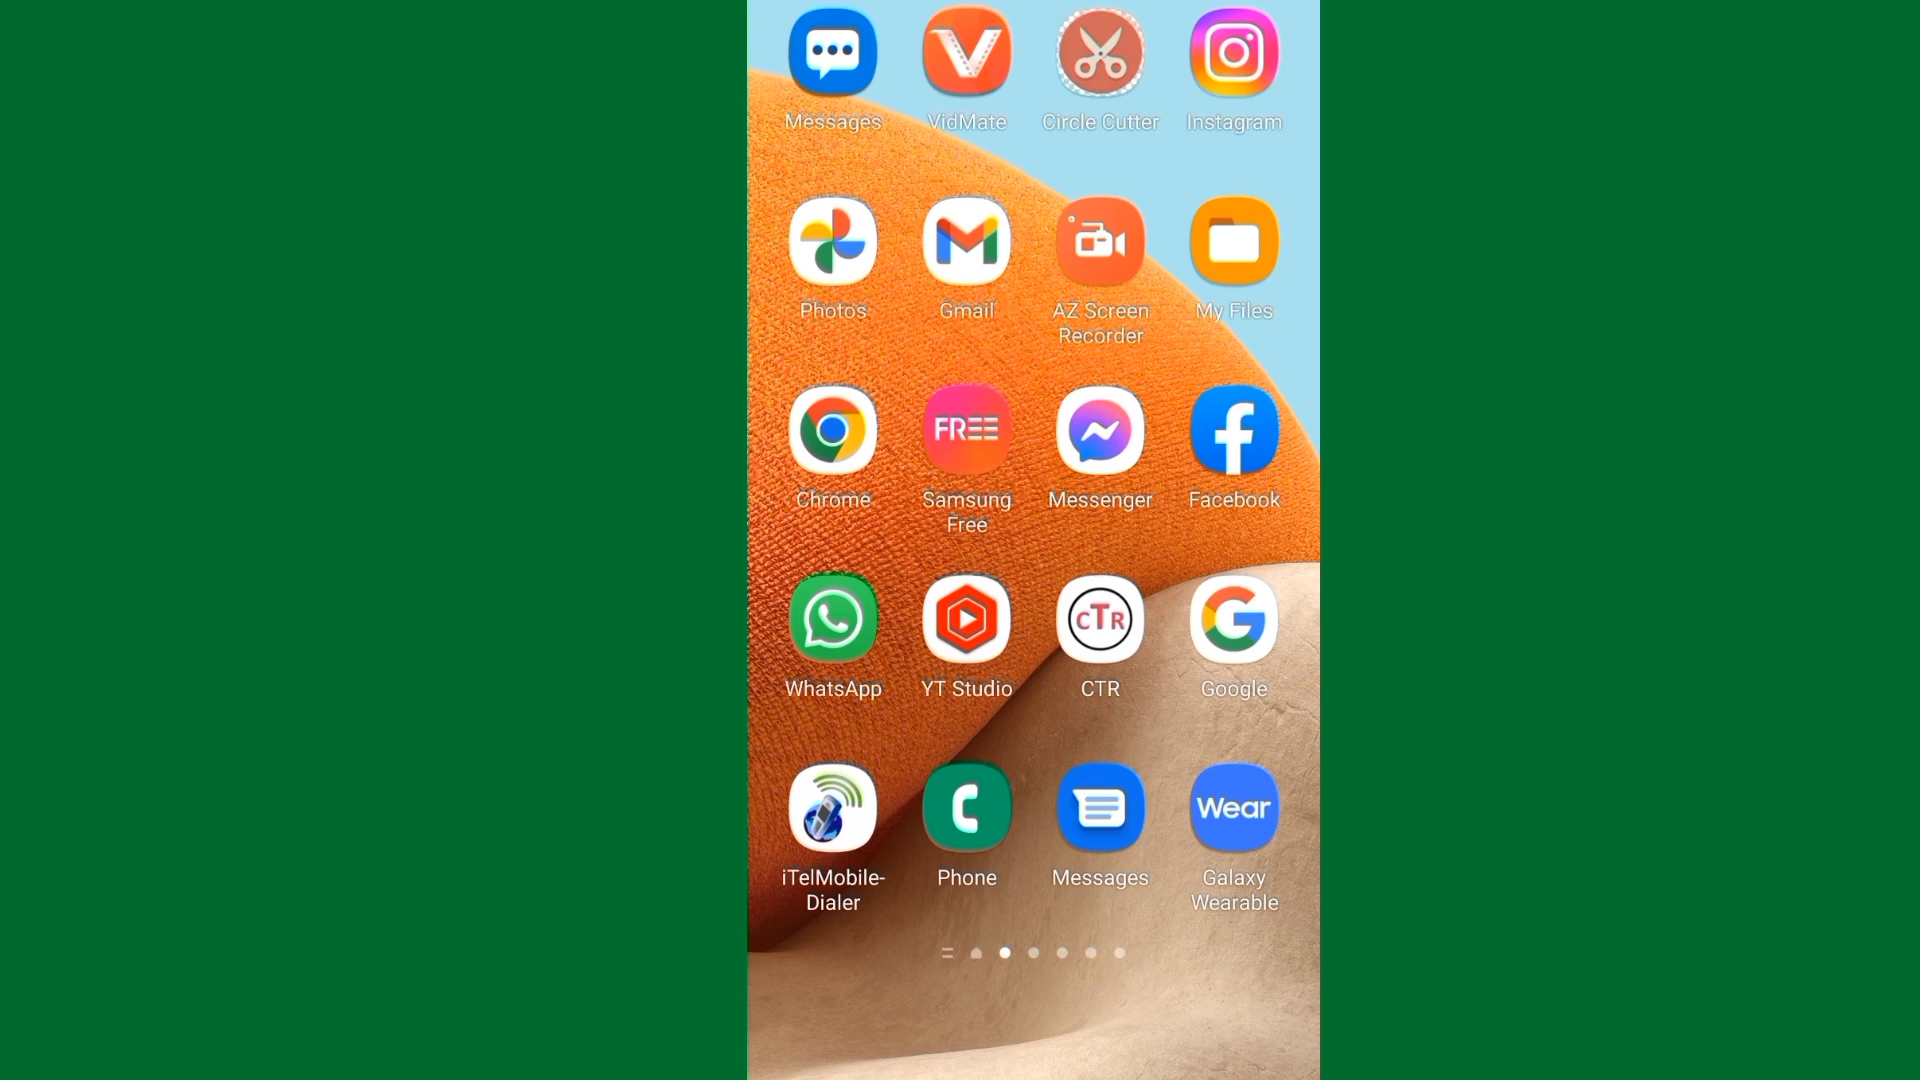 Messages VidMate Circle Cutter Instagram
Photos Gmail AZ Screen Recorder My Files
FREE
Chrome Samsung Free Messenger Facebook
CTR
WhatsApp YT Studio CTR Google
Wear
iTelMobile-Dialer Phone Messages Galaxy Wearable